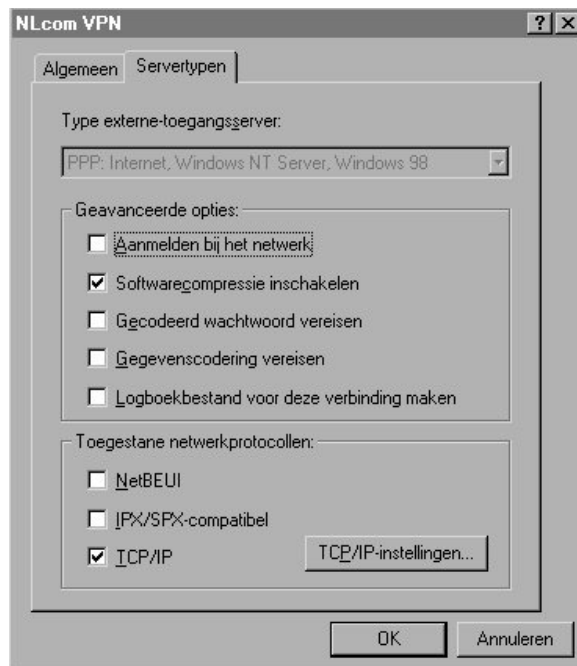 NLcom VPN
Algemeen Servertypen
Type externe-toegangsserver:
PPP: Internet, Windows NT Server, Windows 98
Geavanceerde opties:
Aanmelden bij het netwerk
Softwarecompressie inschakelen
Gecodeerd wachtwoord vereisen
Gegevenscodering vereisen
Logboekbestand voor deze verbinding maken
Toegestane netwerkprotocollen:
NetBEUI
IPX/SPX-compatibel
TCP/IP TCP/IP-instellingen...
OK Annuleren